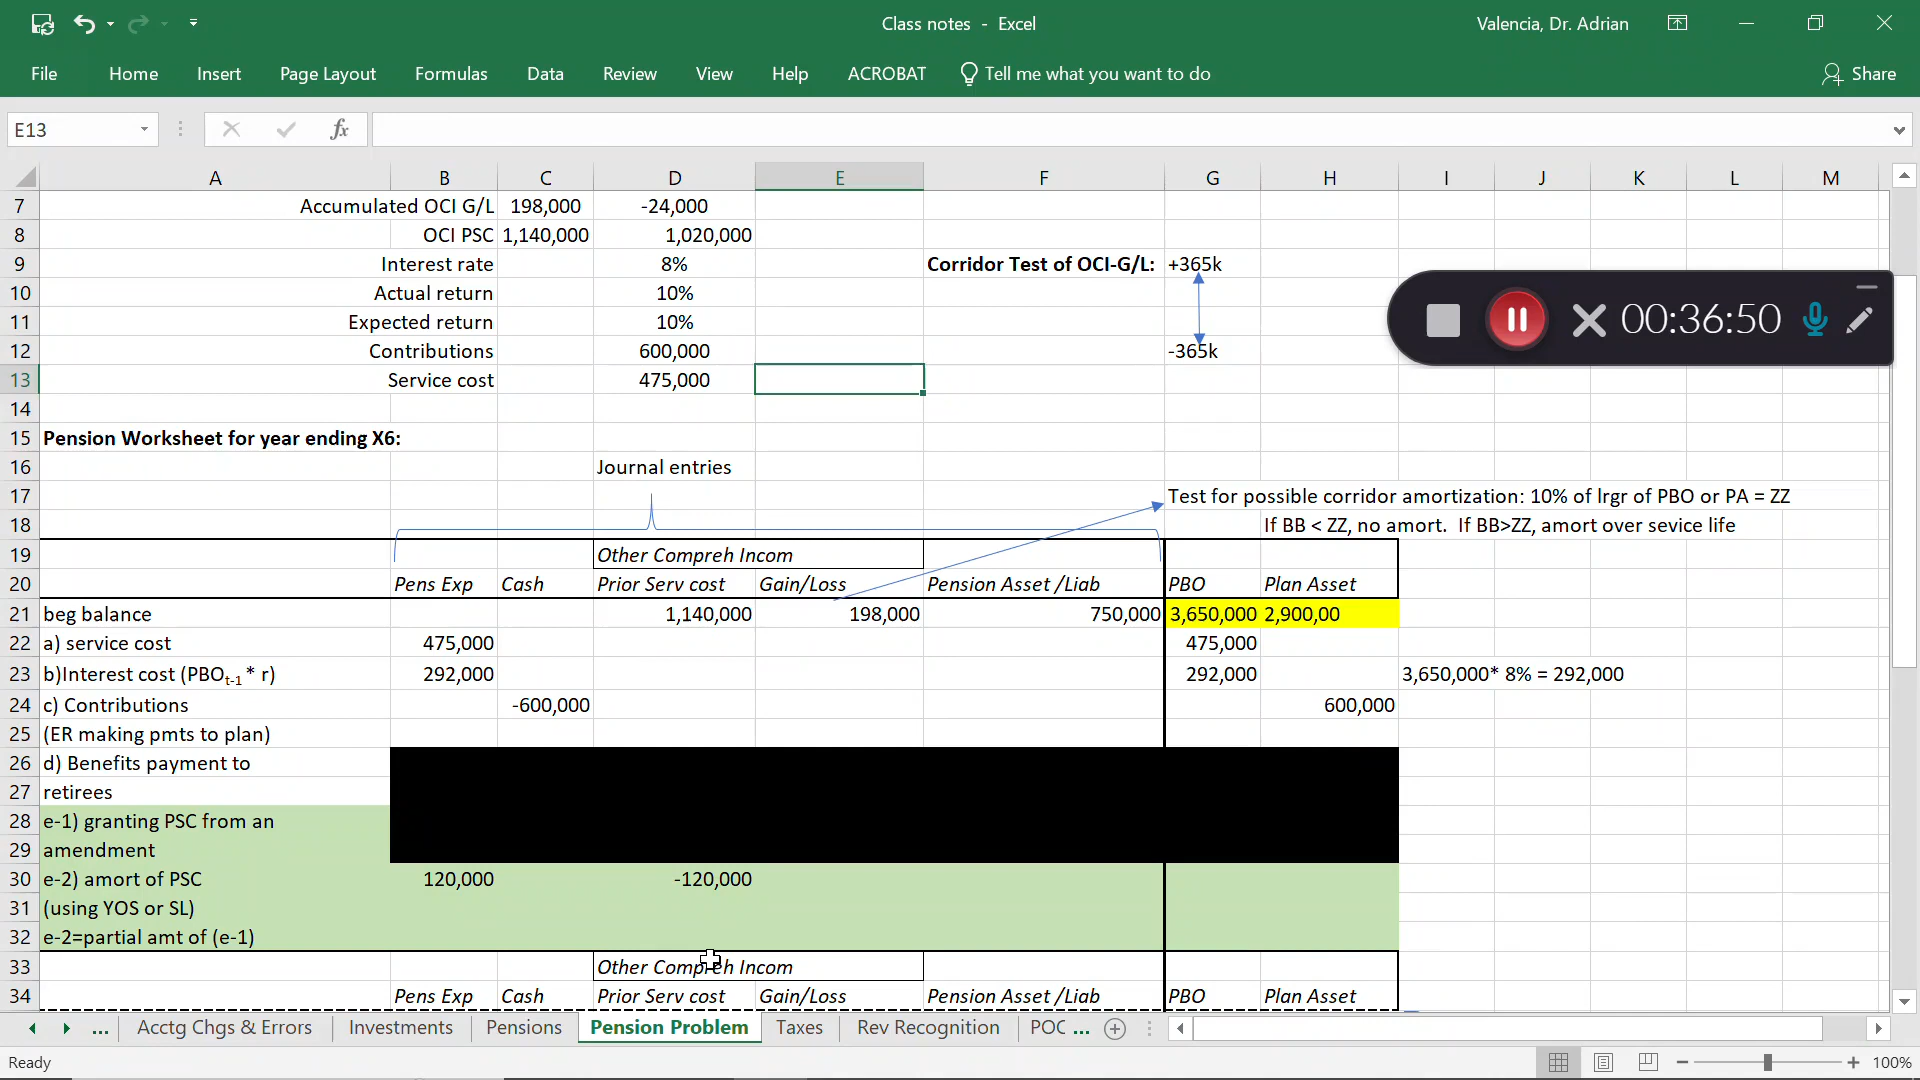 Class notes - Excel
Valencia, Dr. Adrian
File Home Insert Page Layout Formulas Data Review View Help ACROBAT Tell me what you want to do Share
E13 fx
A B C D E F G H I J K L M
7 Accumulated OCI G/L 198,000 -24,000
8 OCI PSC 1,140,000 1,020,000
9 Interest rate 8% Corridor Test of OCI-G/L: +365k
10 Actual return 10%
11 Expected return 10%
00:36:50
12 Contributions 600,000 -365k
13 Service cost 475,000
14
15 Pension Worksheet for year ending X6:
16 Journal entries
17 Test for possible corridor amortization: 10% of lrgr of PBO or PA = ZZ
18 If BB < ZZ, no amort. If BB>ZZ, amort over sevice life
19 Other Compreh Incom
20 Pens Exp Cash Prior Serv cost Gain/Loss Pension Asset /Liab PBO Plan Asset
21 beg balance 1,140,000 198,000 750,000 3,650,000 2,900,00
22 a) service cost 475,000 475,000
23 b)Interest cost (PBOt-1 * r) 292,000 292,000 3,650,000* 8% = 292,000
24 c) Contributions -600,000 600,000
25 (ER making pmts to plan)
26 d) Benefits payment to
27 retirees
28 e-1) granting PSC from an
29 amendment
30 e-2) amort of PSC 120,000 -120,000
31 (using YOS or SL)
32 e-2=partial amt of (e-1)
33 Other Compreh Incom
34 Pens Exp Cash Prior Serv cost Gain/Loss Pension Asset /Liab PBO Plan Asset
... Acctg Chgs & Errors Investments Pensions Pension Problem Taxes Rev Recognition POC ...
Ready 100%